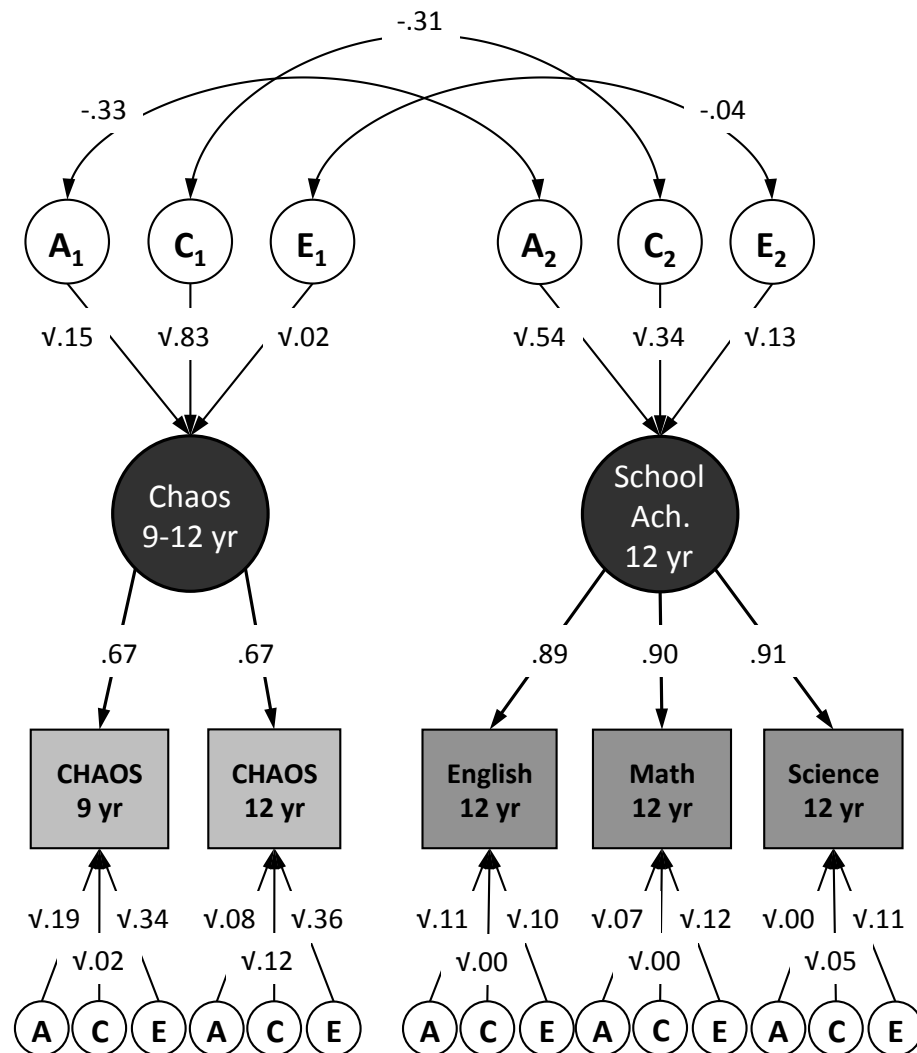 -.31
-.33 -.04
A1 C1 E1 A2 C2 E2
√.15 √.83 √.02 √.54 √.34 √.13
Chaos
9-12 yr
School
Ach.
12 yr
.67 .67 .89 .90 .91
CHAOS
9 yr
CHAOS
12 yr
English
12 yr
Math
12 yr
Science
12 yr
√.19 √.34 √.08 √.36 √.11 √.10 √.07 √.12 √.00 √.11
√.02 √.12 √.00 √.00 √.05
A C E A C E A C E A C E A C E